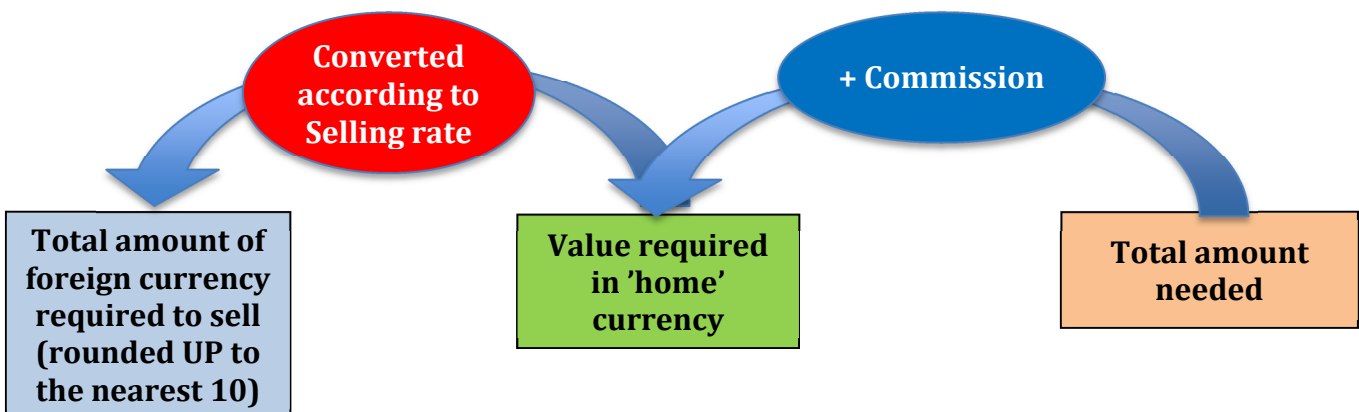 Converted
according to
Selling rate
+ Commission
Total amount of
foreign currency
required to sell
(rounded UP to
the nearest 10)
Value required
in ’home’
currency
Total amount
needed